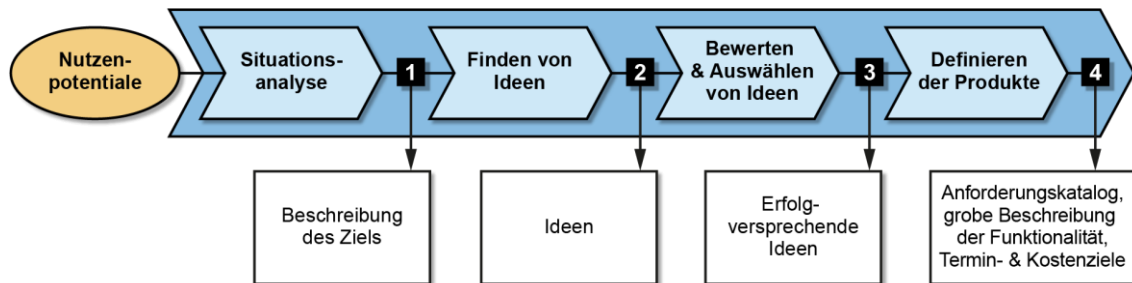 Nutzen-
potentiale
Situations-
analyse
1
Finden von
Ideen
2
Bewerten
& Auswählen
von Ideen
3
Definieren
der Produkte
4
Beschreibung
des Ziels
Ideen
Erfolg-
versprechende
Ideen
Anforderungskatalog,
grobe Beschreibung
der Funktionalität,
Termin- & Kostenziele